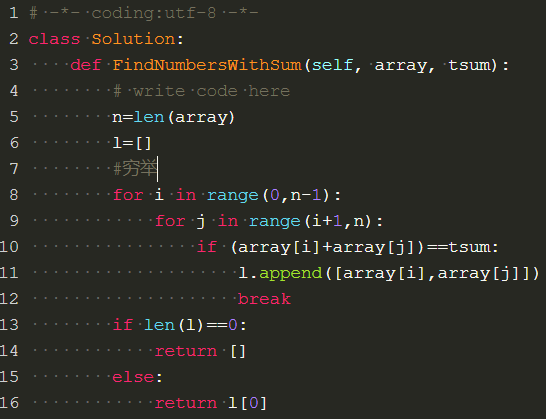 1 # -*- coding:utf-8 -*-
2 class Solution:
3     def FindNumbersWithSum(self, array, tsum):
4         # write code here
5         n=len(array)
6         l=[]
7         #穷举
8         for i in range(0,n-1):
9             for j in range(i+1,n):
10                 if (array[i]+array[j])==tsum:
11                     l.append([array[i],array[j]])
12                     break
13         if len(l)==0:
14             return []
15         else:
16             return l[0]